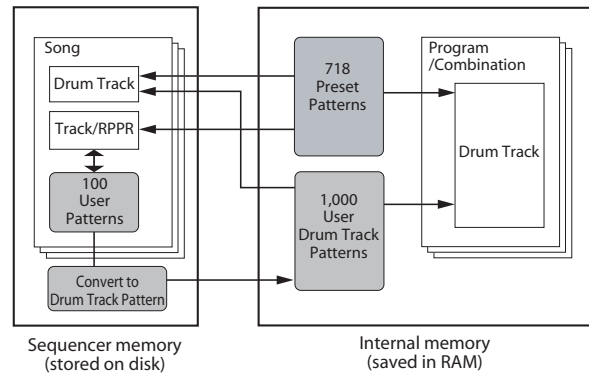 Song
Drum Track
Track/RPPR
100
User
Patterns
Convert to
Drum Track Pattern
Sequencer memory
(stored on disk)
718
Preset
Patterns
1,000
User
Drum Track
Patterns
Program
/Combination
Drum Track
Internal memory
(saved in RAM)